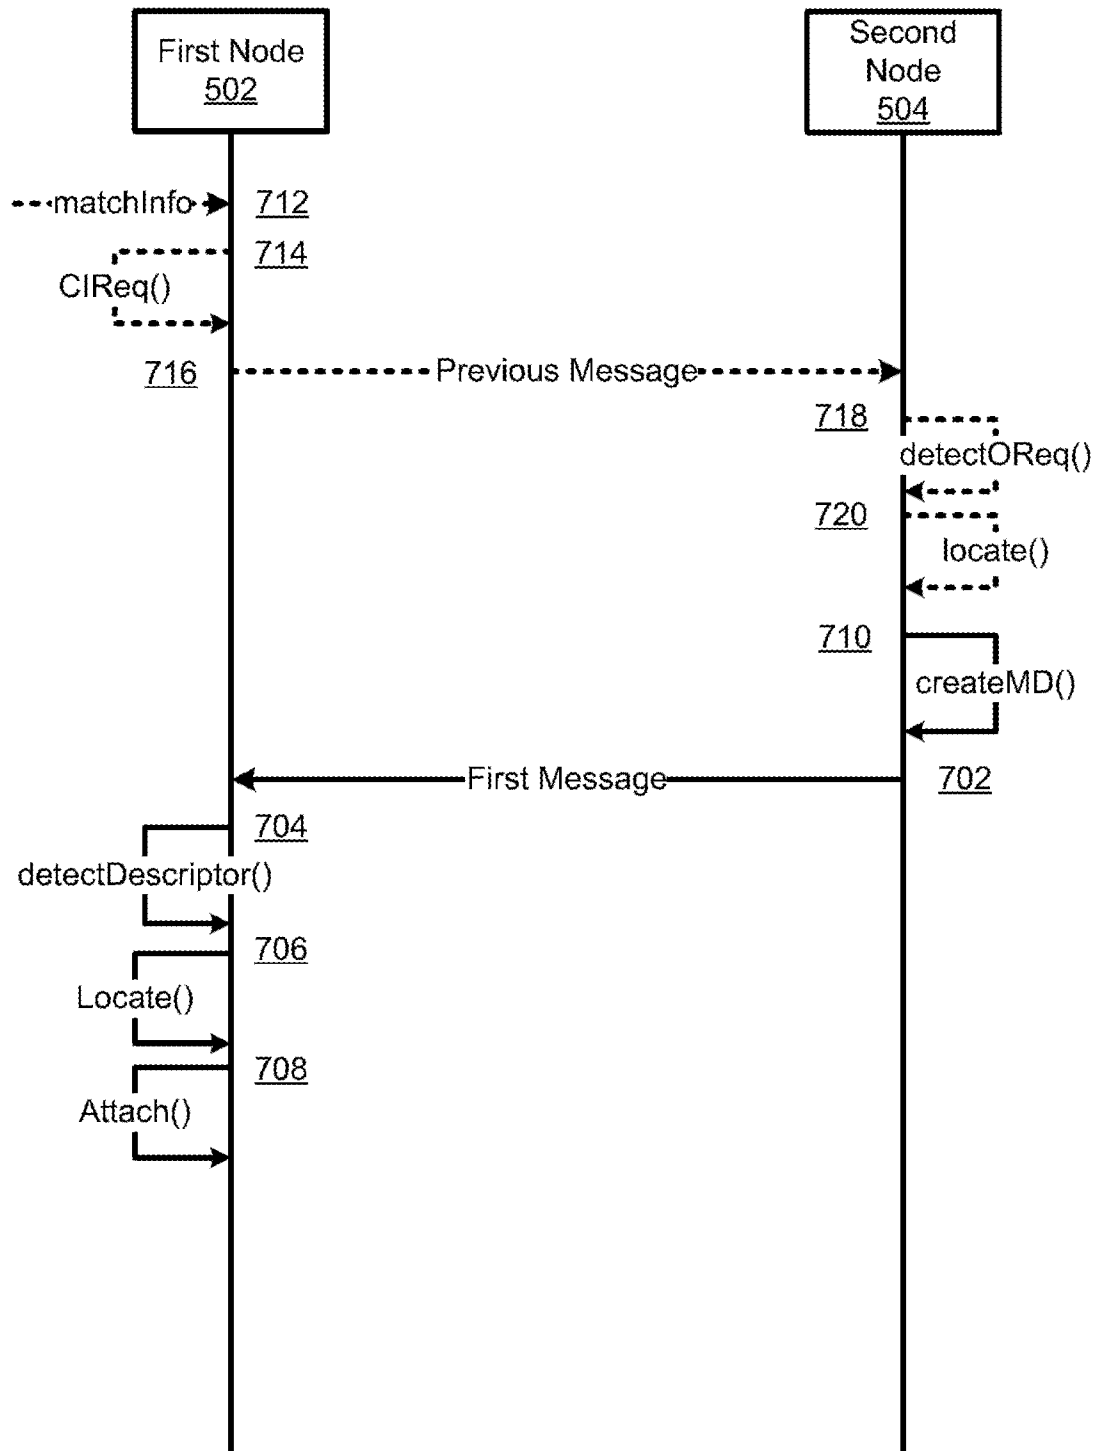 First Node
502
Second
Node
504
matchInfo
712
714
CIReq()
716
Previous Message
718
detectOReq()
720
locate()
710
createMD()
First Message
702
704
detectDescriptor()
706
Locate()
708
Attach()